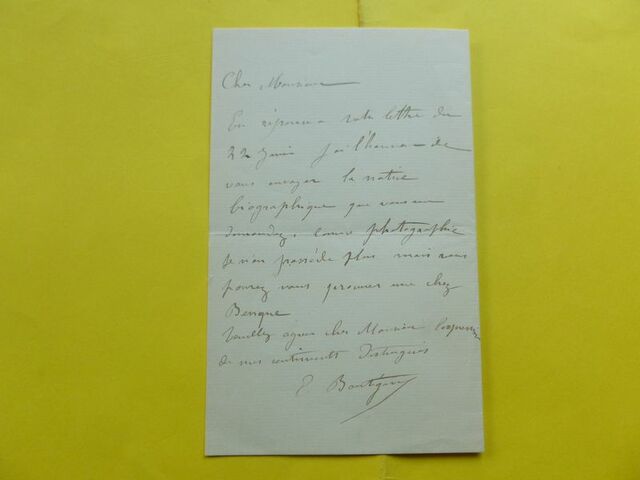 Cher Monsieur
En réponse a votre lettre du
22 Juin j'ai l'honneur de
vous envoyer la notice
biographique que vous me
demandez, comme photographie
je n'en possède plus mais vous
pouvez vous procurer une chez
Benque
Veuillez agréer cher Monsieur l'expression
de mes sentiments distingués
E